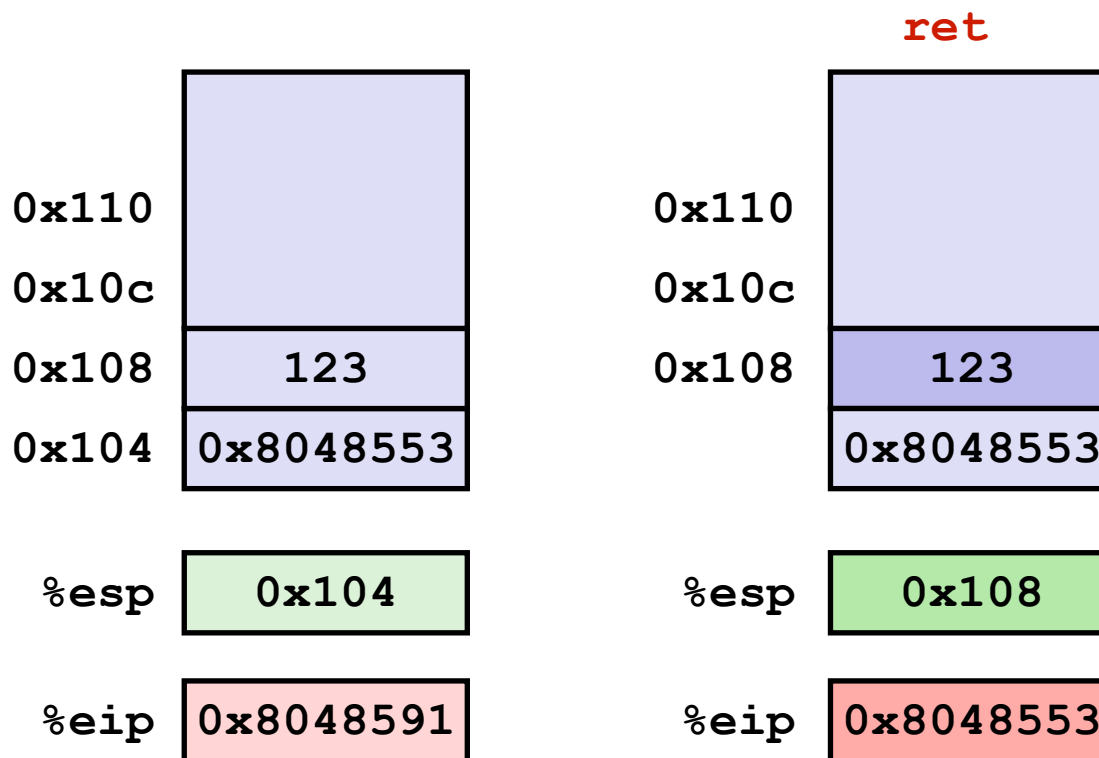 ret
0x110 0x110
0x10c 0x10c
0x108 123 0x108 123
0x104 0x8048553 0x8048553
%esp 0x104 %esp 0x108
%eip 0x8048591 %eip 0x8048553